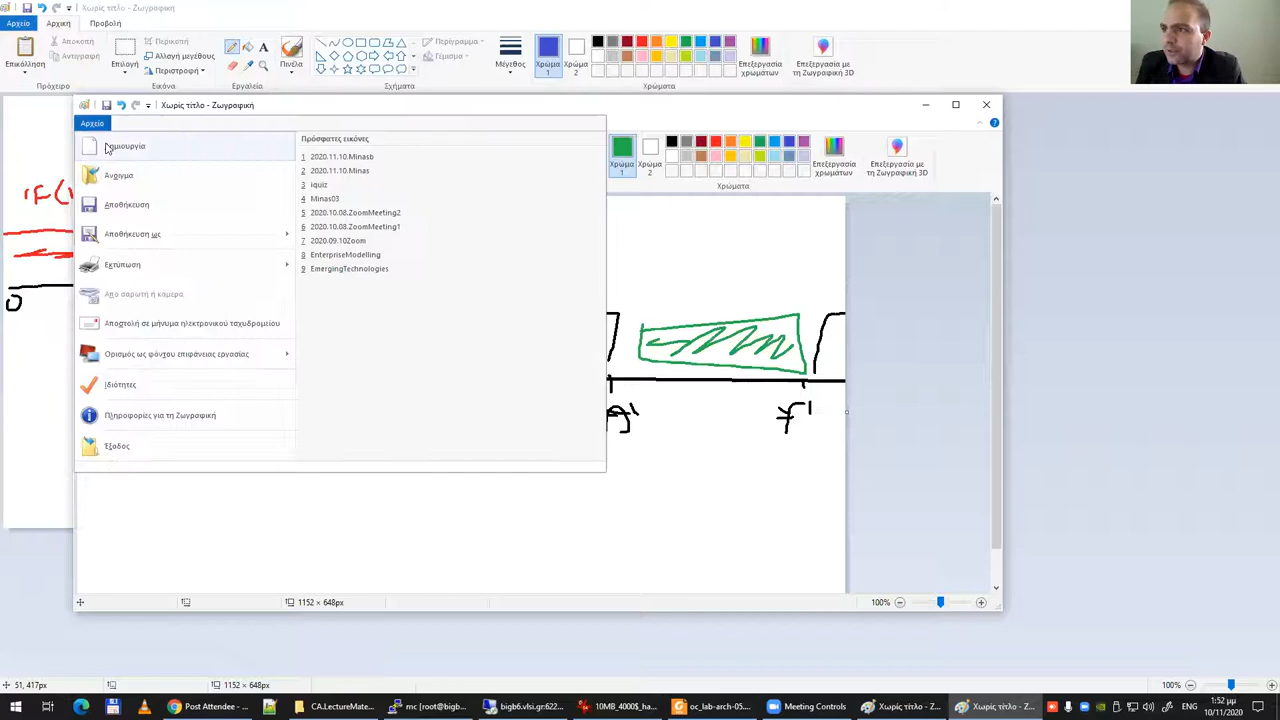 Χωρίς τίτλο - Ζωγραφική
Αρχείο Αρχική Προβολή
Επικόλληση
Αποκοπή
Αντιγραφή
Πρόχειρο
Επιλογή
Περικοπή
Αλλαγή μεγέθους
Περιστροφή
Εικόνα
A
Εργαλεία
Πινέλα
Περίγραμμα
Γέμισμα
Σχήματα
Μέγεθος
Χρώμα 1
Χρώμα 2
Επεξεργασία χρωμάτων
Επεξεργασία με τη Ζωγραφική 3D
Χρώματα
Χωρίς τίτλο - Ζωγραφική
Αρχείο
Δημιουργία
Άνοιγμα
Αποθήκευση
Αποθήκευση ως
Εκτύπωση
Από σαρωτή ή κάμερα
Αποστολή σε μήνυμα ηλεκτρονικού ταχυδρομείου
Ορισμός ως φόντου επιφάνειας εργασίας
Ιδιότητες
Πληροφορίες για τη Ζωγραφική
Έξοδος
Πρόσφατες εικόνες
1 2020.11.10.Minasb
2 2020.11.10.Minas
3 iquiz
4 Minas03
5 2020.10.08.ZoomMeeting2
6 2020.10.08.ZoomMeeting1
7 2020.09.10Zoom
8 EnterpriseModelling
9 EmergingTechnologies
Χρώμα 1
Χρώμα 2
Επεξεργασία χρωμάτων
Επεξεργασία με τη Ζωγραφική 3D
Χρώματα
IF(
0
1152 × 648px
100%
51, 417px
1152 × 648px
100%
Post Attendee - ...
CA.LectureMate...
mc [root@bigb...
bigb6.vlsi.gr:622...
10MB_4000$_ha...
oc_lab-arch-05....
Meeting Controls
Χωρίς τίτλο - Ζω...
Χωρίς τίτλο - Ζω...
1:52 μμ
10/11/2020